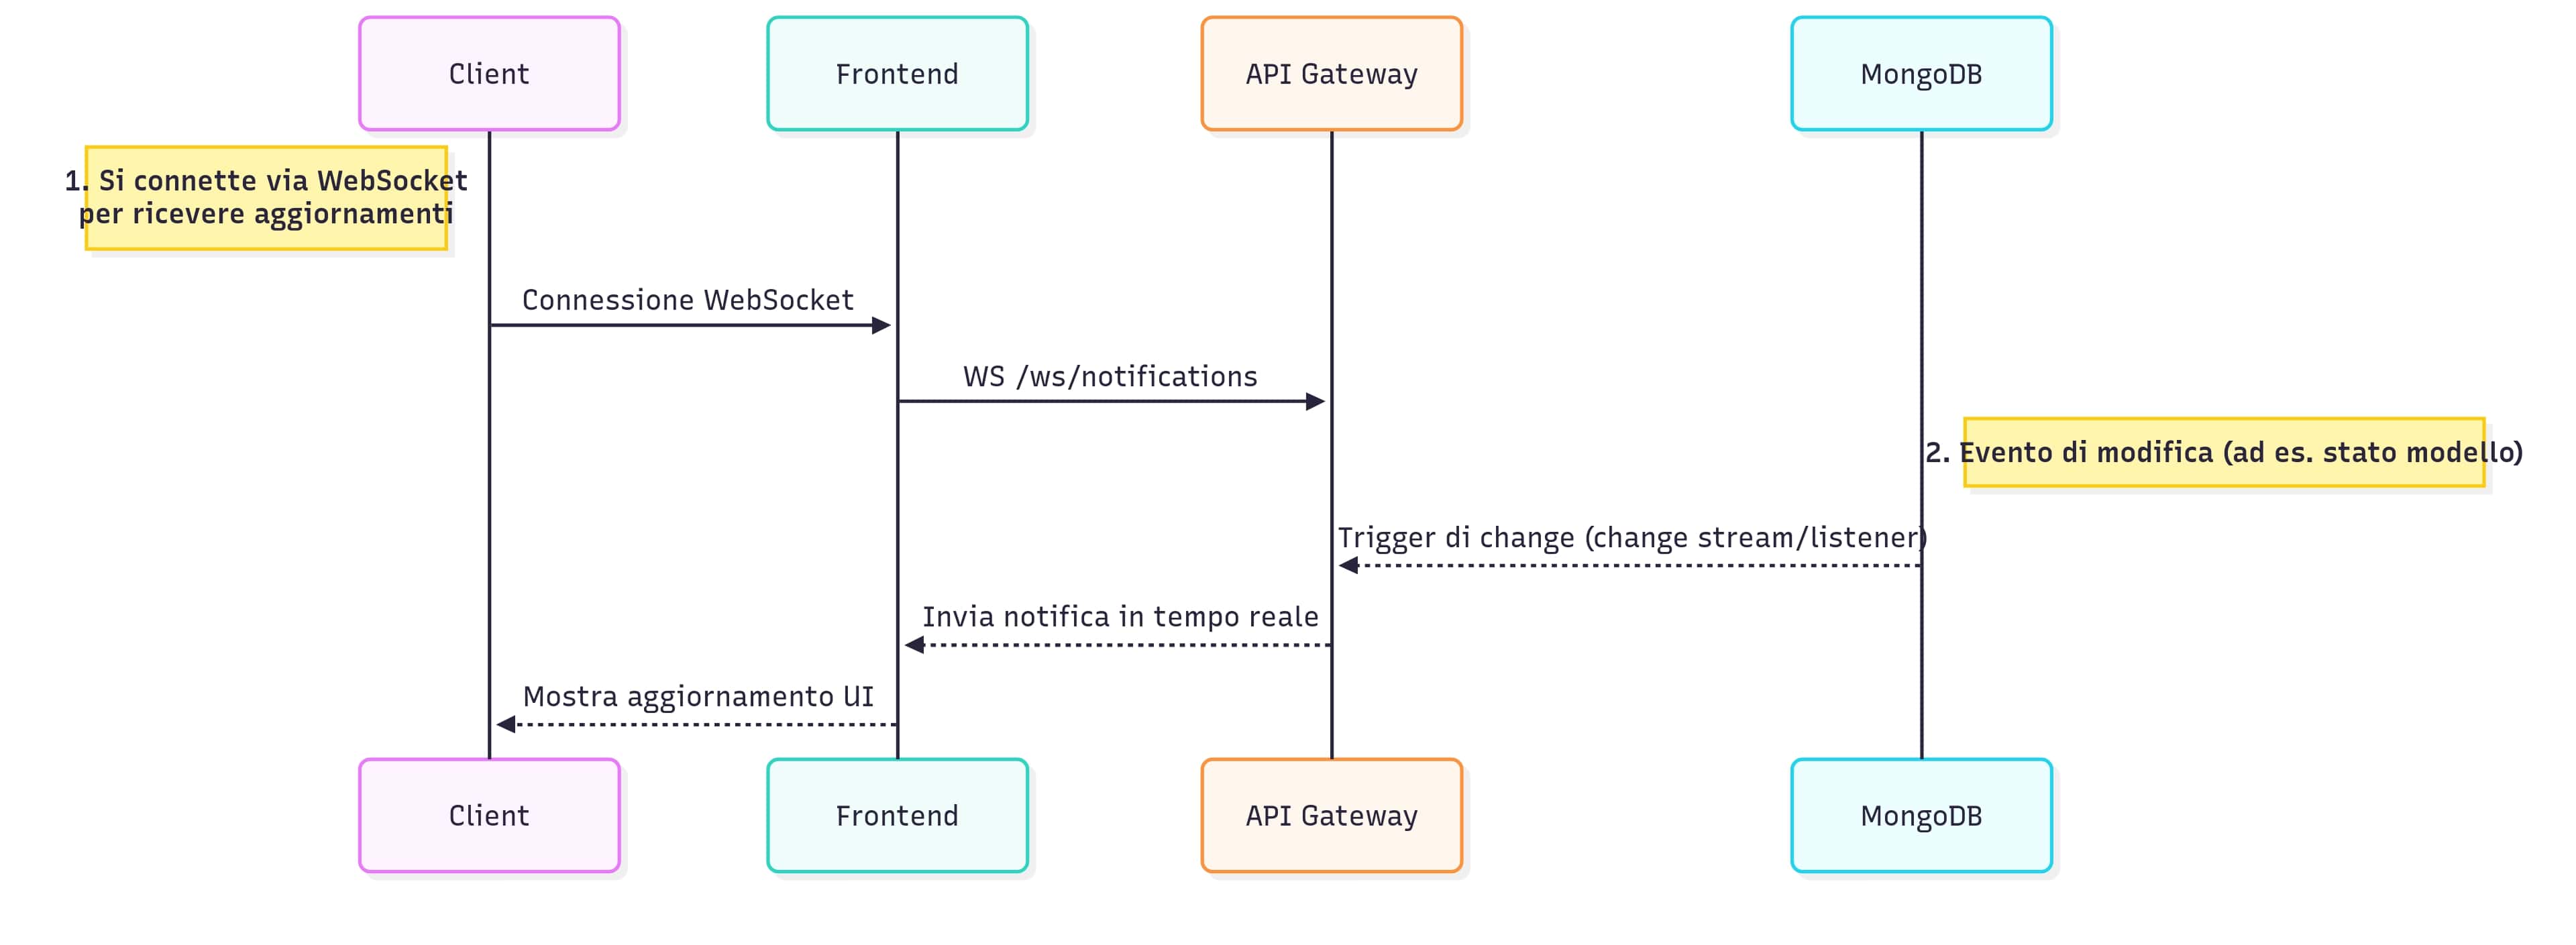 Client
Frontend
API Gateway
MongoDB
1. Si connette via WebSocket
per ricevere aggiornamenti
Connessione WebSocket
WS /ws/notifications
2. Evento di modifica (ad es. stato modello)
Trigger di change (change stream/listener)
Invia notifica in tempo reale
Mostra aggiornamento UI
Client
Frontend
API Gateway
MongoDB